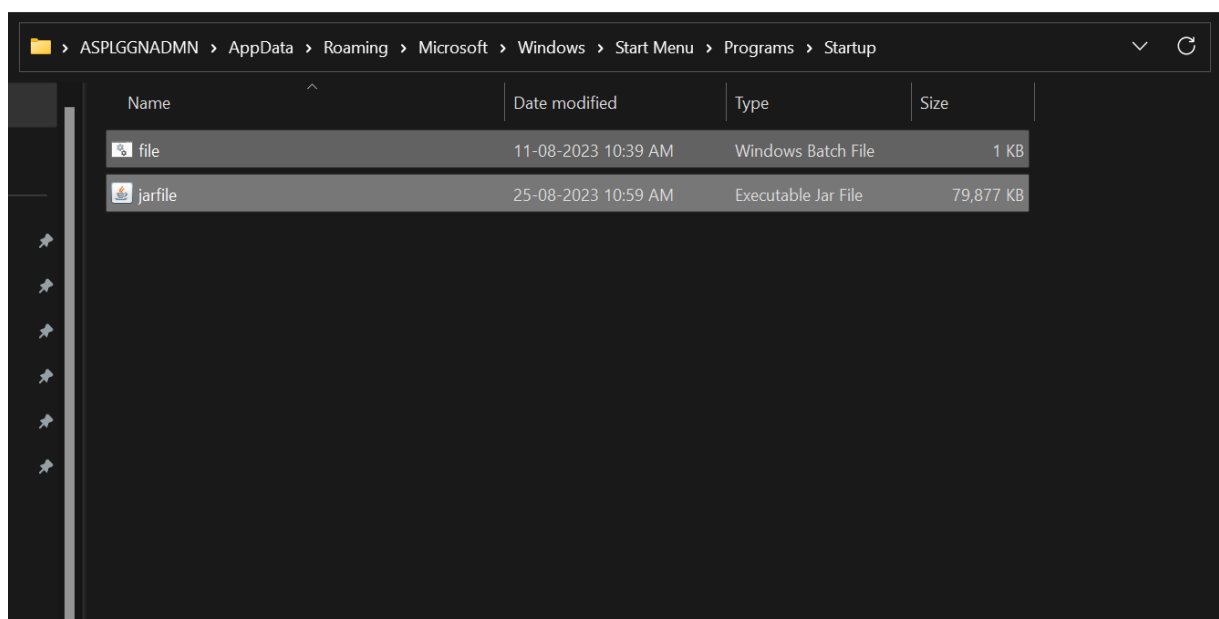 ASPLGGNADMN > AppData > Roaming > Microsoft > Windows > Start Menu > Programs > Startup
Name Date modified Type Size
file 11-08-2023 10:39 AM Windows Batch File 1 KB
jarfile 25-08-2023 10:59 AM Executable Jar File 79,877 KB